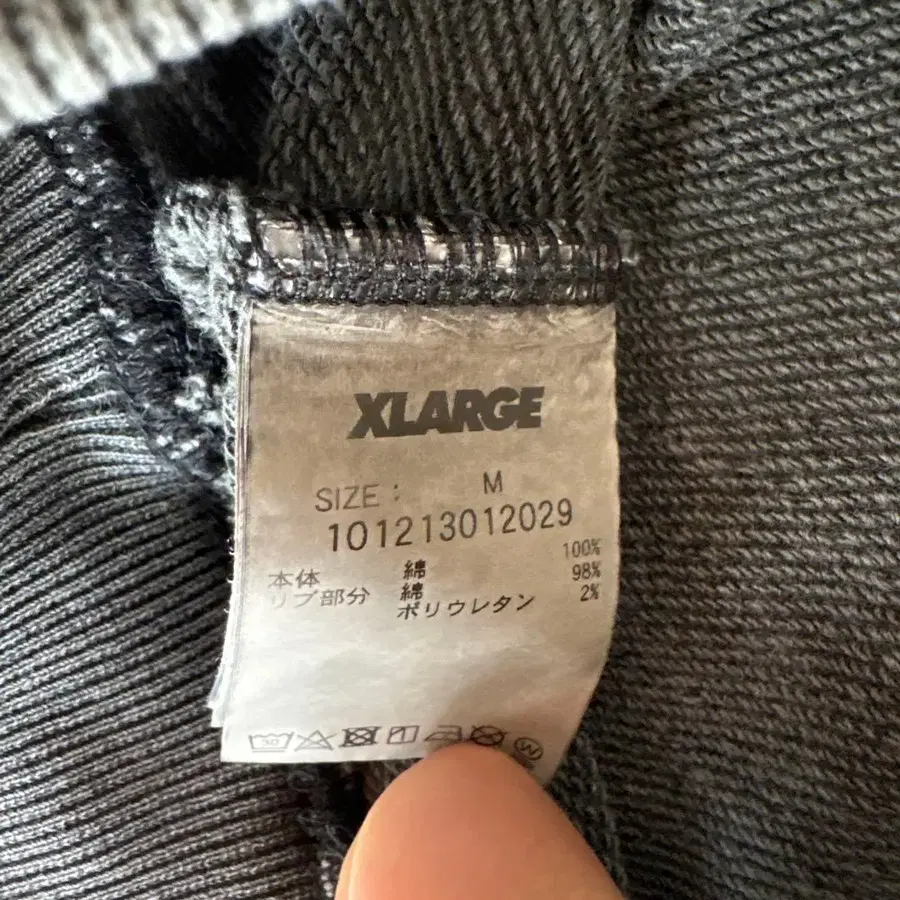 XLARGE
SIZE: M
101213012029
本体 綿 100%
リブ部分 綿 98%
ポリウレタン 2%
W